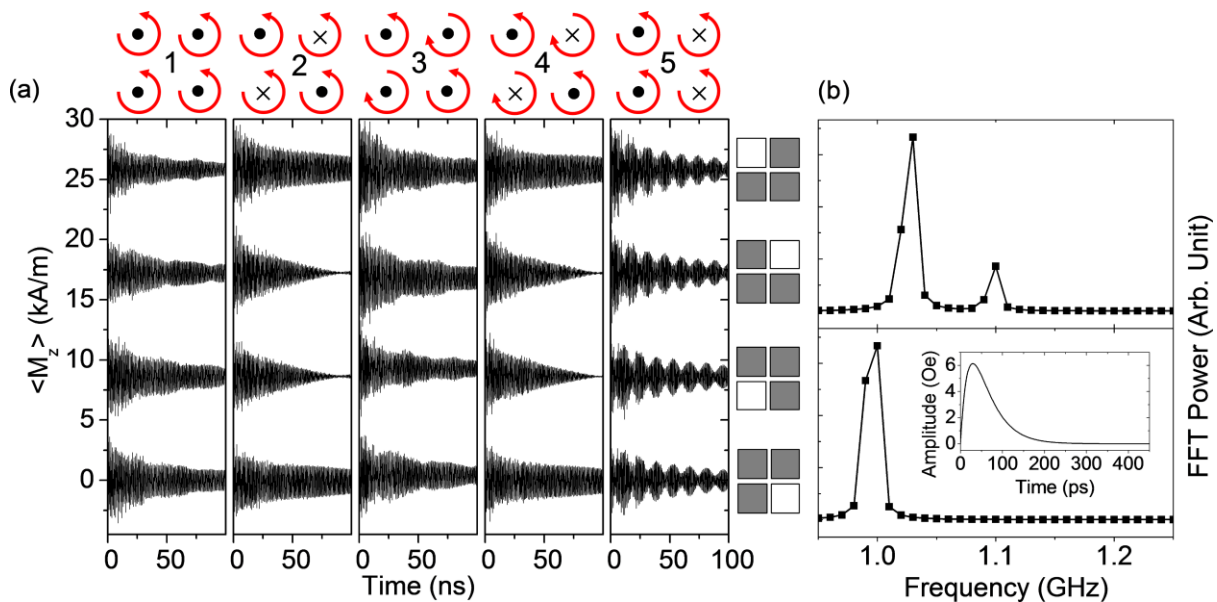 1 2 3 4 5
(a) (b)
30
25
20
15
10
5
0
<M_z> (kA/m)
0 50 0 50 0 50 0 50 0 50 100
Time (ns)
Amplitude (Oe)
6
4
2
0
0 200 400
Time (ps)
1.0 1.1 1.2
Frequency (GHz)
FFT Power (Arb. Unit)